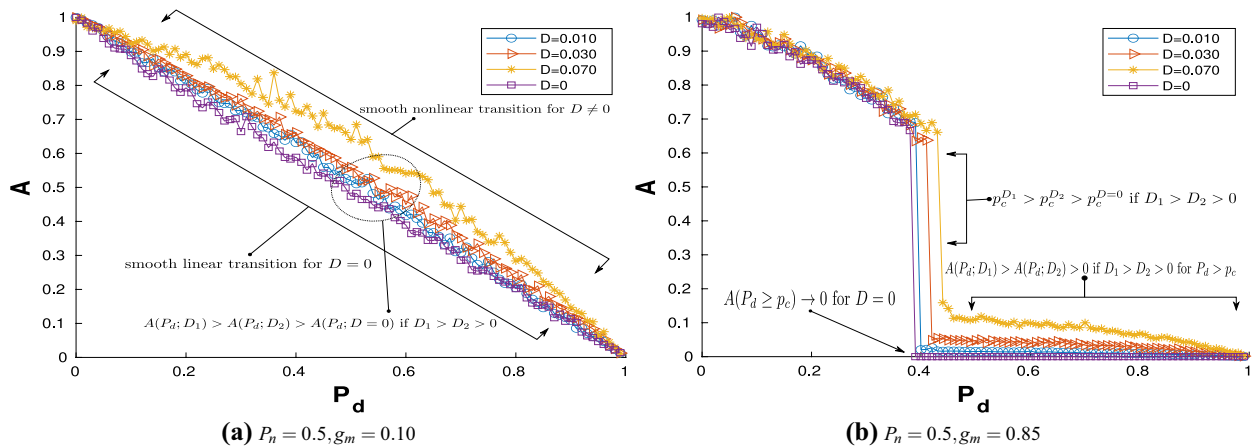 1
0.9
0.8
0.7
0.6
0.5
0.4
0.3
0.2
0.1
0
A
D=0.010
D=0.030
D=0.070
D=0
smooth nonlinear transition for D ≠ 0
smooth linear transition for D = 0
A(P_d; D_1) > A(P_d; D_2) > A(P_d; D = 0) if D_1 > D_2 > 0
0 0.2 0.4 0.6 0.8 1
P_d
(a) P_n = 0.5, g_m = 0.10
1
0.9
0.8
0.7
0.6
0.5
0.4
0.3
0.2
0.1
0
A
D=0.010
D=0.030
D=0.070
D=0
p_c^{D_1} > p_c^{D_2} > p_c^{D=0} if D_1 > D_2 > 0
A(P_d; D_1) > A(P_d; D_2) > 0 if D_1 > D_2 > 0 for P_d > p_c
A(P_d ≥ p_c) → 0 for D = 0
0 0.2 0.4 0.6 0.8 1
P_d
(b) P_n = 0.5, g_m = 0.85